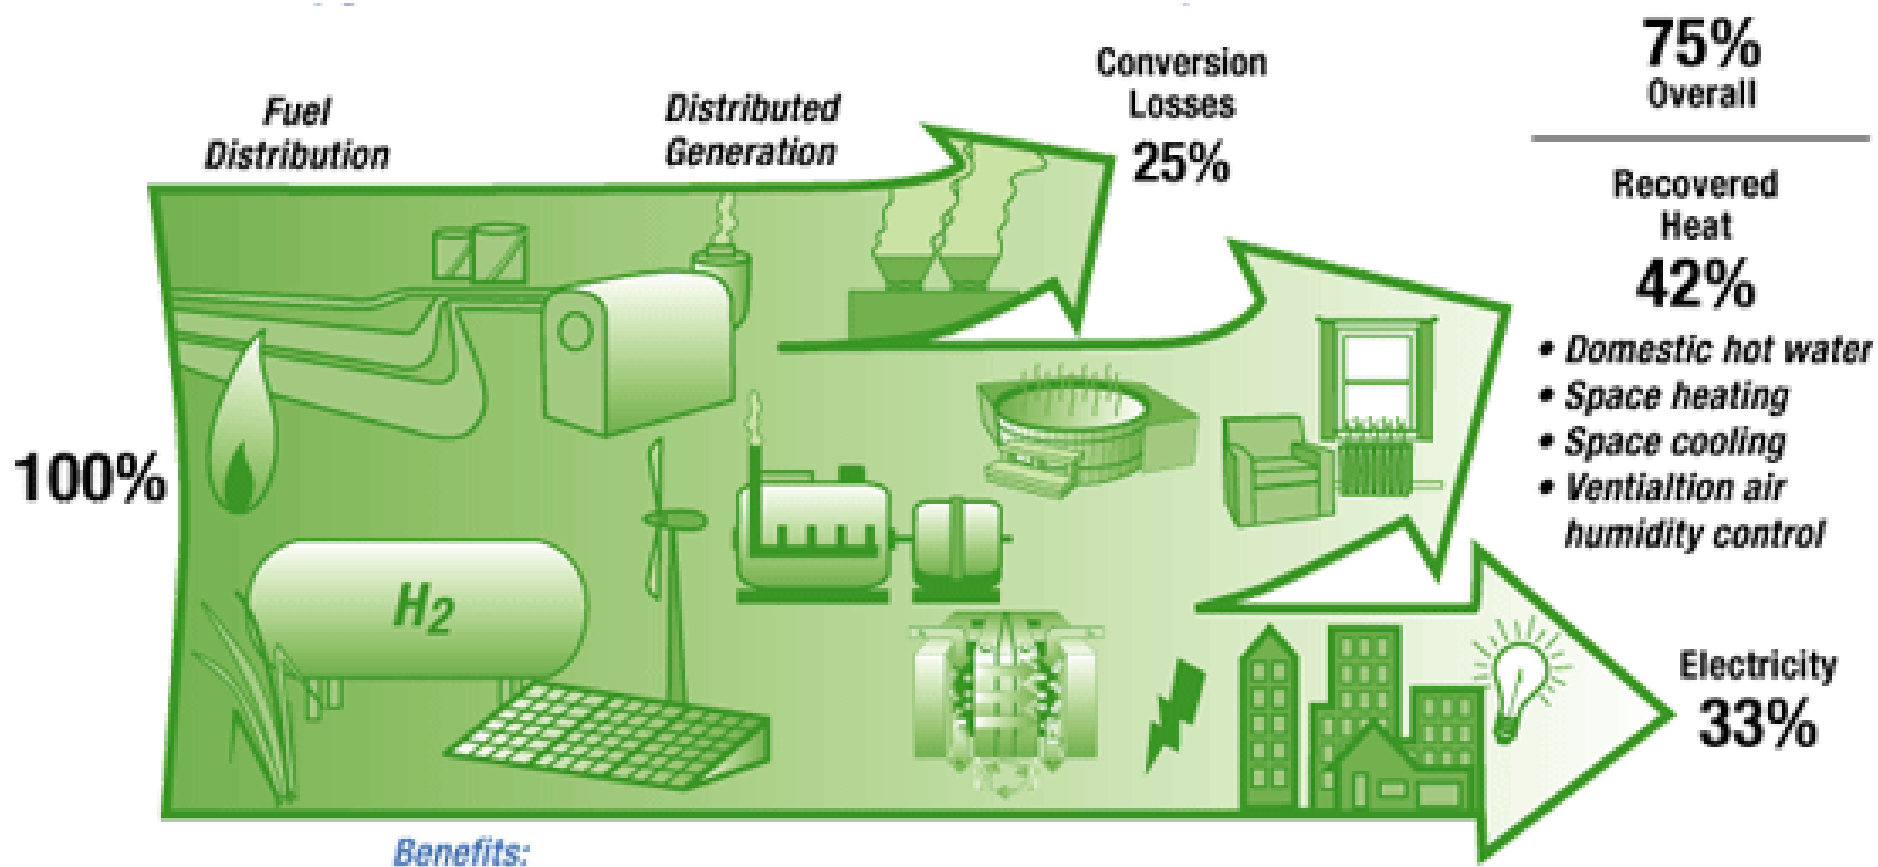 Fuel
Distribution
Distributed
Generation
Conversion
Losses
25%
75%
Overall
Recovered
Heat
42%
• Domestic hot water
• Space heating
• Space cooling
• Ventialtion air
humidity control
100%
H2
Electricity
33%
Benefits: